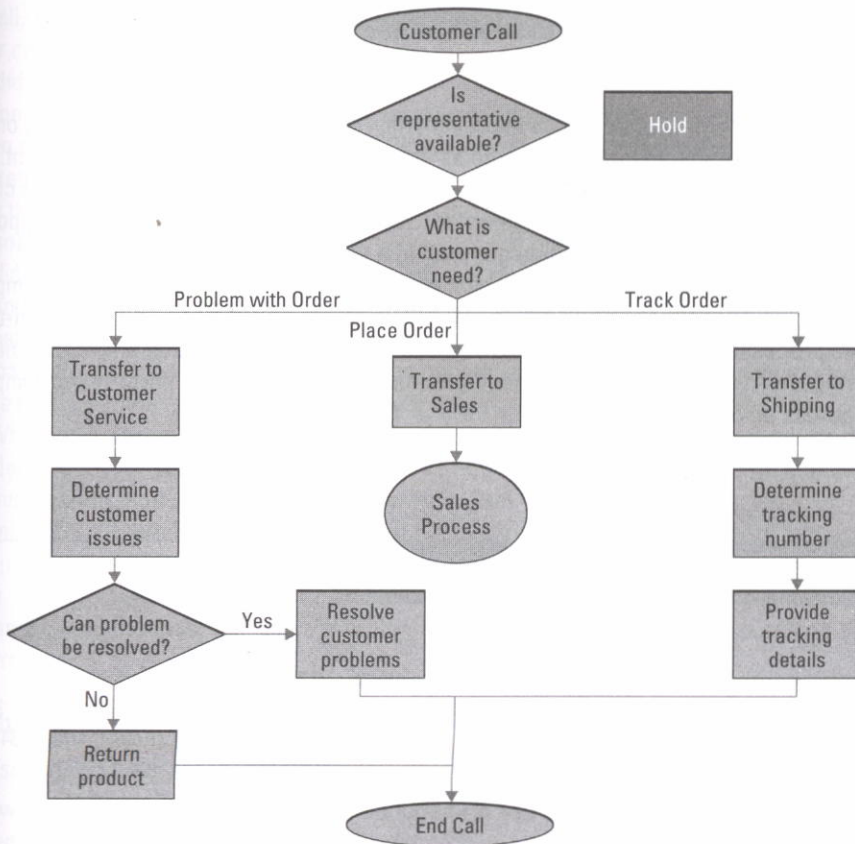 Customer Call
Is
representative
available?
Hold
What is
customer
need?
Problem with Order
Place Order
Track Order
Transfer to
Customer
Service
Transfer to
Sales
Transfer to
Shipping
Determine
customer
issues
Sales
Process
Determine
tracking
number
Can problem
be resolved?
Yes
Resolve
customer
problems
Provide
tracking
details
No
Return
product
End Call